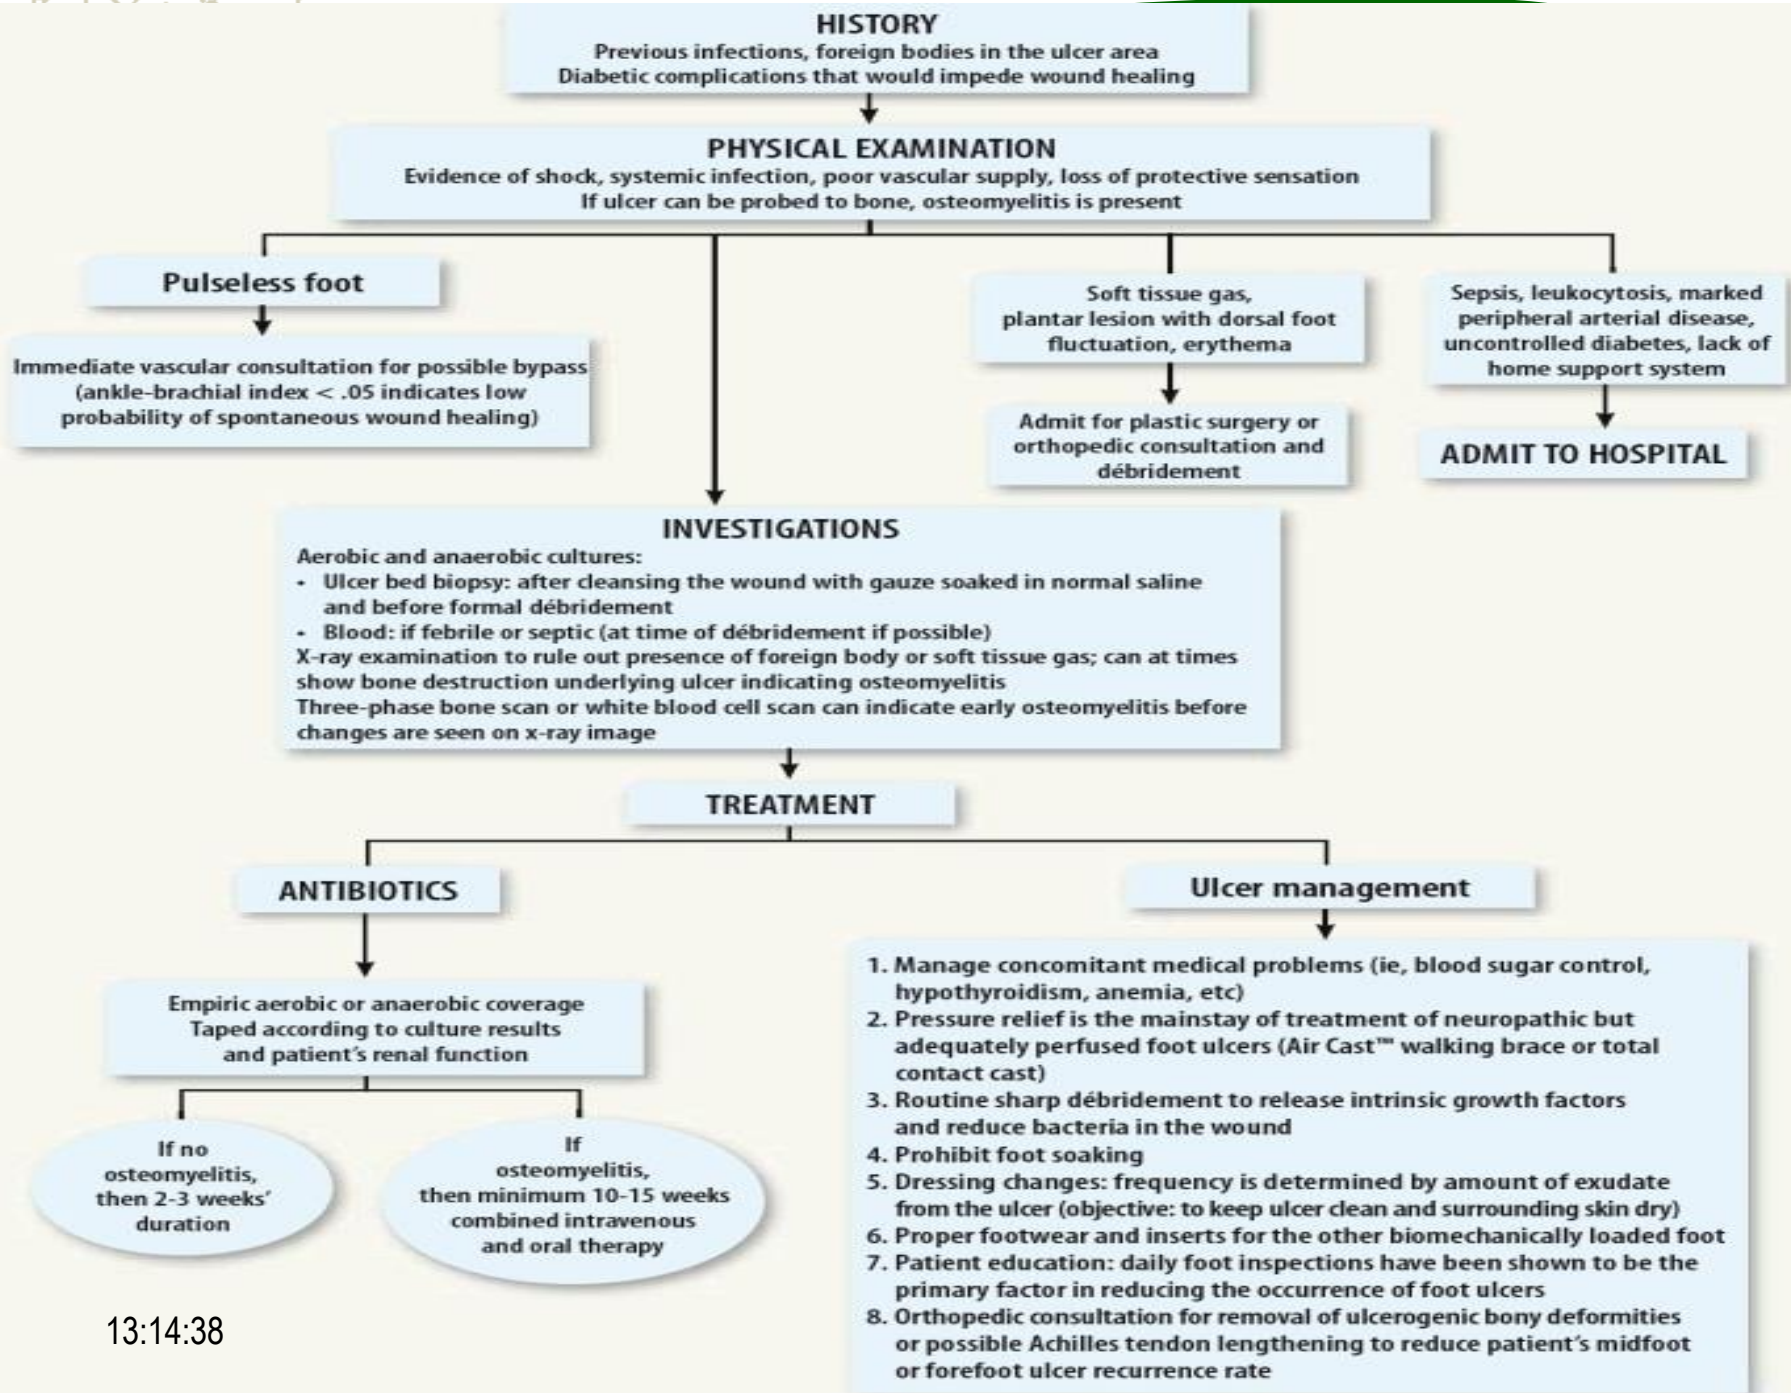 HISTORY
Previous infections, foreign bodies in the ulcer area
Diabetic complications that would impede wound healing
PHYSICAL EXAMINATION
Evidence of shock, systemic infection, poor vascular supply, loss of protective sensation
If ulcer can be probed to bone, osteomyelitis is present
Pulseless foot
Immediate vascular consultation for possible bypass
(ankle-brachial index < .05 indicates low
probability of spontaneous wound healing)
Soft tissue gas,
plantar lesion with dorsal foot
fluctuation, erythema
Admit for plastic surgery or
orthopedic consultation and
débridement
Sepsis, leukocytosis, marked
peripheral arterial disease,
uncontrolled diabetes, lack of
home support system
ADMIT TO HOSPITAL
INVESTIGATIONS
Aerobic and anaerobic cultures:
• Ulcer bed biopsy: after cleansing the wound with gauze soaked in normal saline
and before formal débridement
• Blood: if febrile or septic (at time of débridement if possible)
X-ray examination to rule out presence of foreign body or soft tissue gas; can at times
show bone destruction underlying ulcer indicating osteomyelitis
Three-phase bone scan or white blood cell scan can indicate early osteomyelitis before
changes are seen on x-ray image
TREATMENT
ANTIBIOTICS
Empiric aerobic or anaerobic coverage
Taped according to culture results
and patient's renal function
If no
osteomyelitis,
then 2-3 weeks'
duration
If
osteomyelitis,
then minimum 10-15 weeks
combined intravenous
and oral therapy
Ulcer management
1. Manage concomitant medical problems (ie, blood sugar control,
hypothyroidism, anemia, etc)
2. Pressure relief is the mainstay of treatment of neuropathic but
adequately perfused foot ulcers (Air Cast™ walking brace or total
contact cast)
3. Routine sharp débridement to release intrinsic growth factors
and reduce bacteria in the wound
4. Prohibit foot soaking
5. Dressing changes: frequency is determined by amount of exudate
from the ulcer (objective: to keep ulcer clean and surrounding skin dry)
6. Proper footwear and inserts for the other biomechanically loaded foot
7. Patient education: daily foot inspections have been shown to be the
primary factor in reducing the occurrence of foot ulcers
8. Orthopedic consultation for removal of ulcerogenic bony deformities
or possible Achilles tendon lengthening to reduce patient's midfoot
or forefoot ulcer recurrence rate
13:14:38